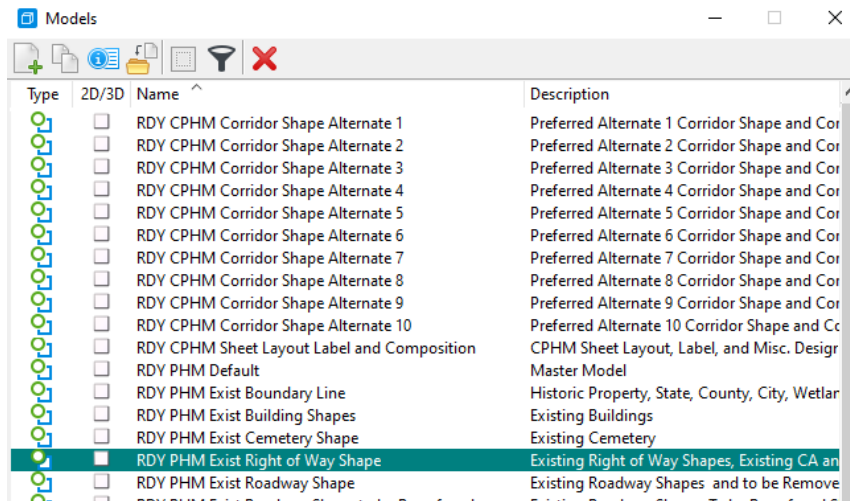 Models
Type 2D/3D Name Description
RDY CPHM Corridor Shape Alternate 1 Preferred Alternate 1 Corridor Shape and Cor
RDY CPHM Corridor Shape Alternate 2 Preferred Alternate 2 Corridor Shape and Cor
RDY CPHM Corridor Shape Alternate 3 Preferred Alternate 3 Corridor Shape and Cor
RDY CPHM Corridor Shape Alternate 4 Preferred Alternate 4 Corridor Shape and Cor
RDY CPHM Corridor Shape Alternate 5 Preferred Alternate 5 Corridor Shape and Cor
RDY CPHM Corridor Shape Alternate 6 Preferred Alternate 6 Corridor Shape and Cor
RDY CPHM Corridor Shape Alternate 7 Preferred Alternate 7 Corridor Shape and Cor
RDY CPHM Corridor Shape Alternate 8 Preferred Alternate 8 Corridor Shape and Cor
RDY CPHM Corridor Shape Alternate 9 Preferred Alternate 9 Corridor Shape and Cor
RDY CPHM Corridor Shape Alternate 10 Preferred Alternate 10 Corridor Shape and Co
RDY CPHM Sheet Layout Label and Composition CPHM Sheet Layout, Label, and Misc. Desigr
RDY PHM Default Master Model
RDY PHM Exist Boundary Line Historic Property, State, County, City, Wetlar
RDY PHM Exist Building Shapes Existing Buildings
RDY PHM Exist Cemetery Shape Existing Cemetery
RDY PHM Exist Right of Way Shape Existing Right of Way Shapes, Existing CA an
RDY PHM Exist Roadway Shape Existing Roadway Shapes and to be Remove